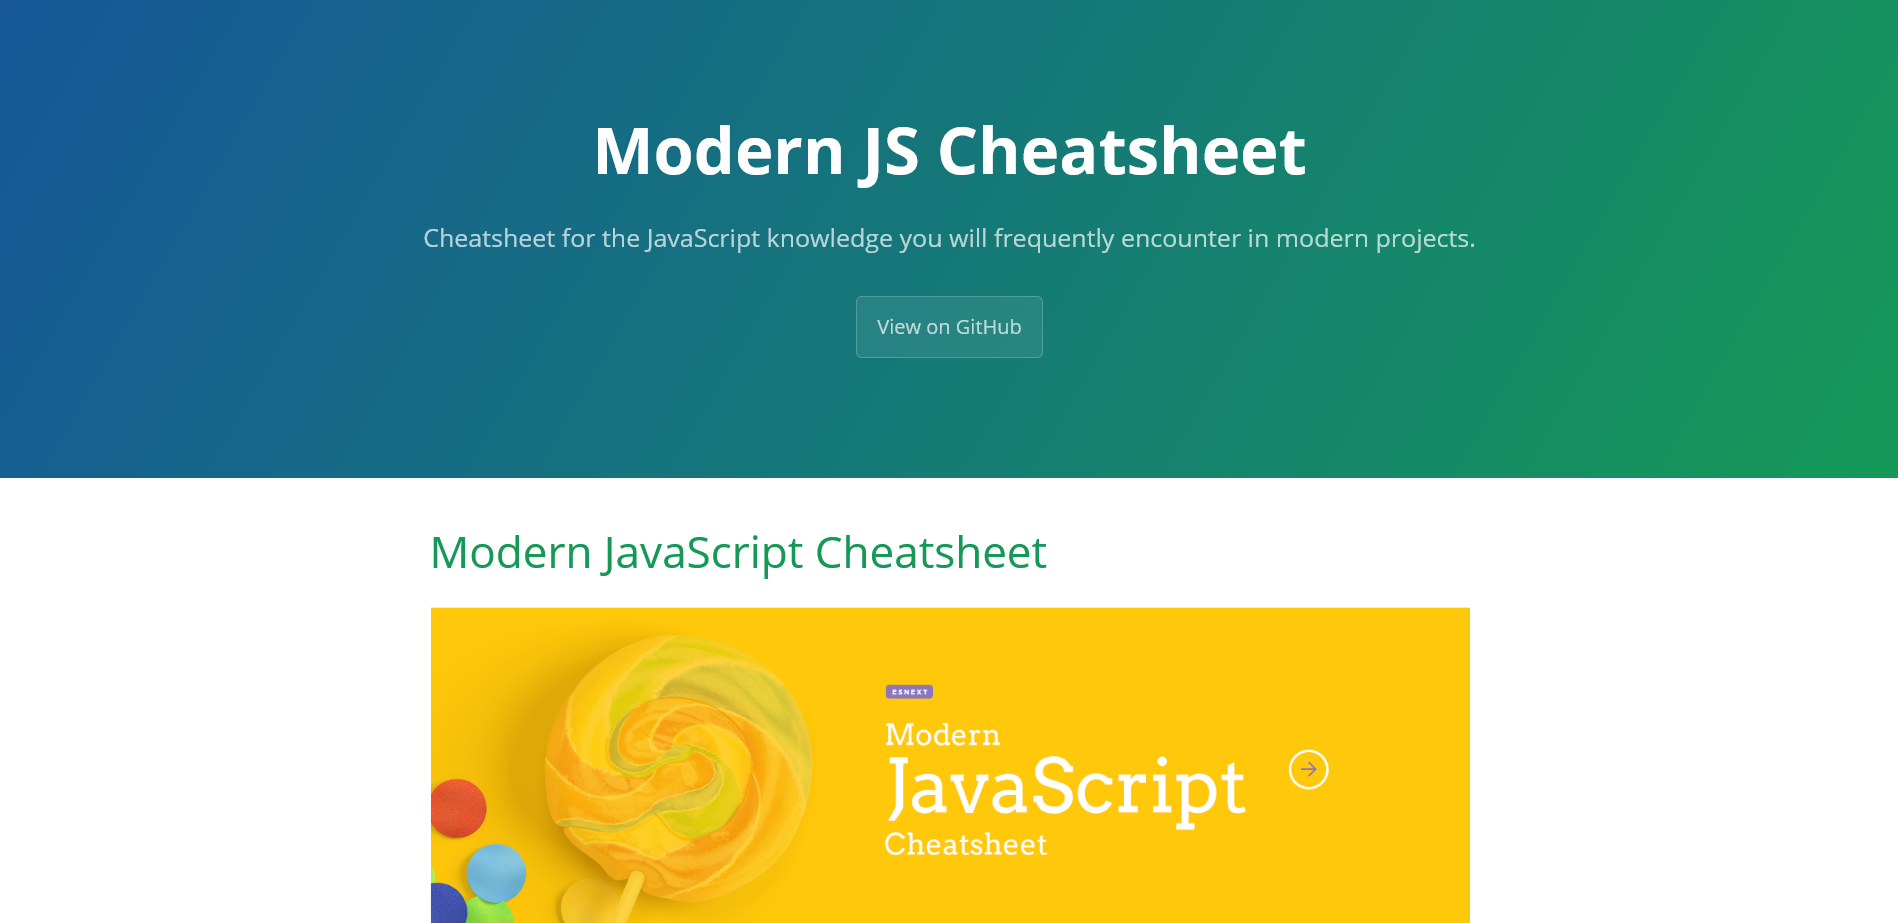 Modern JS Cheatsheet
Cheatsheet for the JavaScript knowledge you will frequently encounter in modern projects.
View on GitHub
Modern JavaScript Cheatsheet
ESNEXT
Modern
JavaScript
Cheatsheet